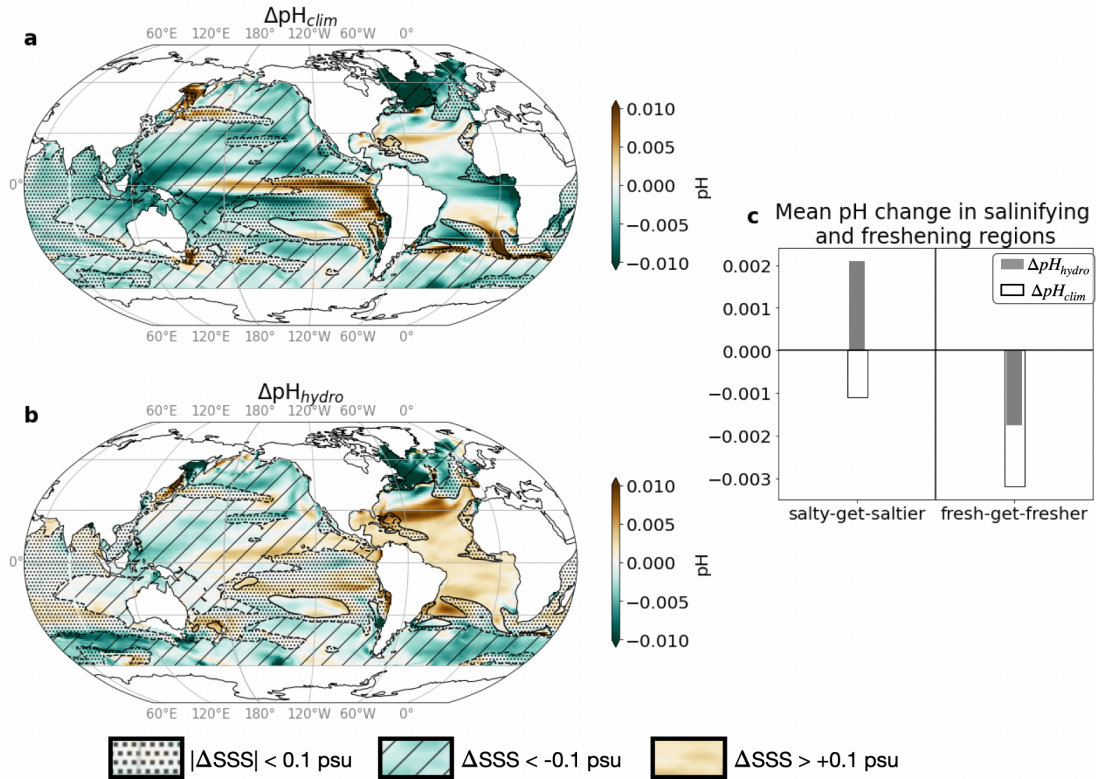 ΔpH_clim
a
60°E 120°E 180° 120°W 60°W 0°
0°
60°E 120°E 180° 120°W 60°W 0°
0.010
0.005
0.000
−0.005
−0.010
pH
c Mean pH change in salinifying
and freshening regions
ΔpH_hydro
ΔpH_clim
0.002
0.001
0.000
−0.001
−0.002
−0.003
salty-get-saltier fresh-get-fresher
ΔpH_hydro
b
60°E 120°E 180° 120°W 60°W 0°
0°
60°E 120°E 180° 120°W 60°W 0°
0.010
0.005
0.000
−0.005
−0.010
pH
|ΔSSS| < 0.1 psu ΔSSS < -0.1 psu ΔSSS > +0.1 psu